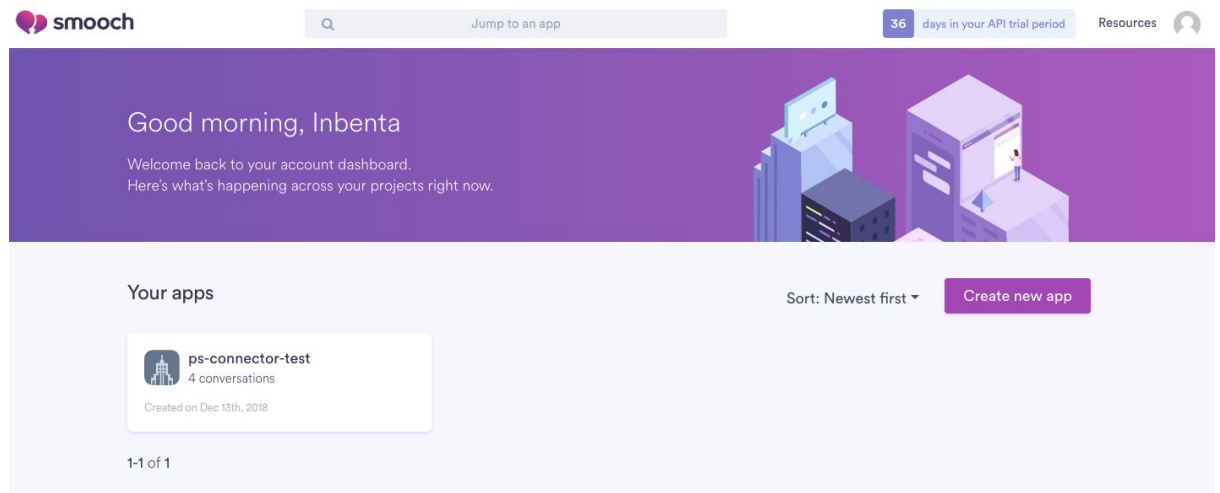 smooch
Jump to an app
36 days in your API trial period
Resources
Good morning, Inbenta
Welcome back to your account dashboard.
Here's what's happening across your projects right now.
Your apps
Sort: Newest first
Create new app
ps-connector-test
4 conversations
Created on Dec 13th, 2018
1-1 of 1